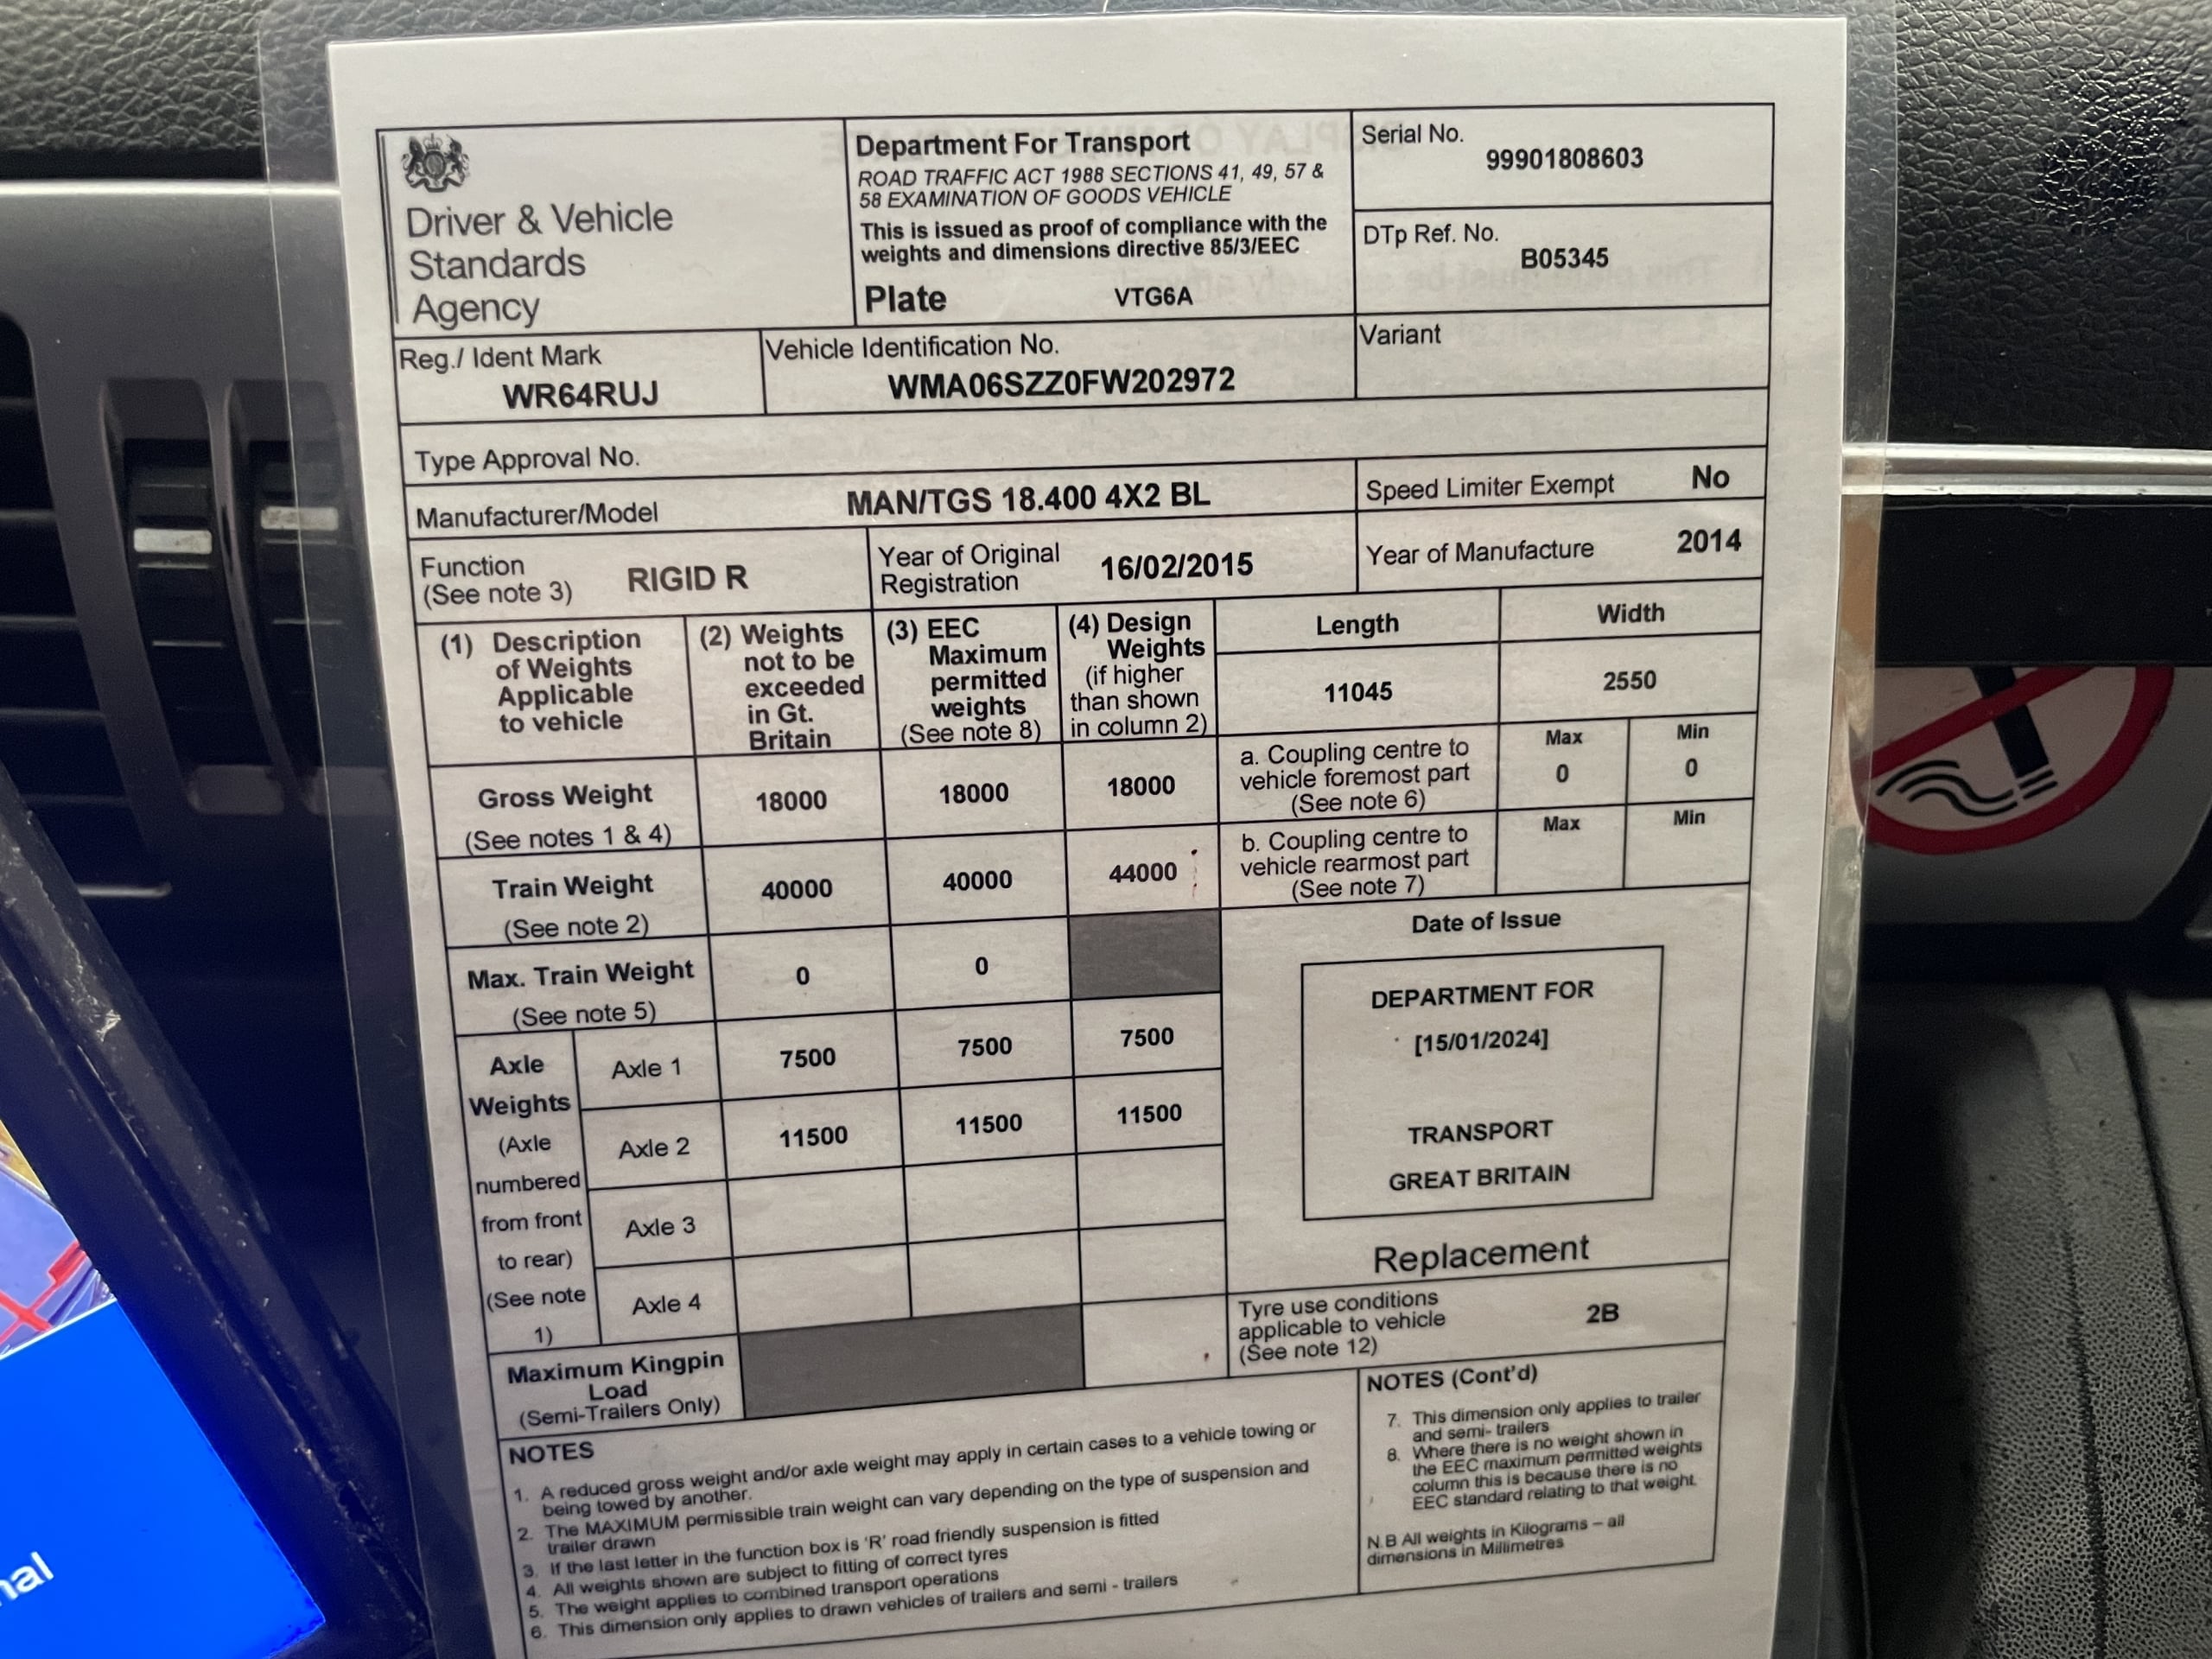 Driver & Vehicle
Standards
Agency
Department For Transport
ROAD TRAFFIC ACT 1988 SECTIONS 41, 49, 57 &
58 EXAMINATION OF GOODS VEHICLE
This is issued as proof of compliance with the
weights and dimensions directive 85/3/EEC
Plate VTG6A
Serial No.
99901808603
DTp Ref. No.
B05345
Reg./ Ident Mark
WR64RUJ
Vehicle Identification No.
WMA06SZZ0FW202972
Variant
Type Approval No.
Manufacturer/Model MAN/TGS 18.400 4X2 BL
Speed Limiter Exempt No
Function
(See note 3) RIGID R
Year of Original
Registration 16/02/2015
Year of Manufacture 2014
(1) Description
of Weights
Applicable
to vehicle
(2) Weights
not to be
exceeded
in Gt.
Britain
(3) EEC
Maximum
permitted
weights
(See note 8)
(4) Design
Weights
(if higher
than shown
in column 2)
Length
11045
Width
2550
Gross Weight
(See notes 1 & 4)
18000 18000 18000
a. Coupling centre to
vehicle foremost part
(See note 6)
Max
0
Min
0
Train Weight
(See note 2)
40000 40000 44000
b. Coupling centre to
vehicle rearmost part
(See note 7)
Max
Min
Max. Train Weight
(See note 5)
0 0
Axle
Weights
(Axle
numbered
from front
to rear)
(See note
1)
Axle 1 7500 7500 7500
Axle 2 11500 11500 11500
Axle 3
Axle 4
Maximum Kingpin
Load
(Semi-Trailers Only)
Date of Issue
DEPARTMENT FOR
[15/01/2024]
TRANSPORT
GREAT BRITAIN
Replacement
Tyre use conditions
applicable to vehicle
(See note 12)
2B
NOTES
1. A reduced gross weight and/or axle weight may apply in certain cases to a vehicle towing or
being towed by another.
2. The MAXIMUM permissible train weight can vary depending on the type of suspension and
trailer drawn
3. If the last letter in the function box is 'R' road friendly suspension is fitted
4. All weights shown are subject to fitting of correct tyres
5. The weight applies to combined transport operations
6. This dimension only applies to drawn vehicles of trailers and semi - trailers
NOTES (Cont'd)
7. This dimension only applies to trailer
and semi- trailers
8. Where there is no weight shown in
the EEC maximum permitted weights
column this is because there is no
EEC standard relating to that weight.
N.B All weights in Kilograms – all
dimensions in Millimetres